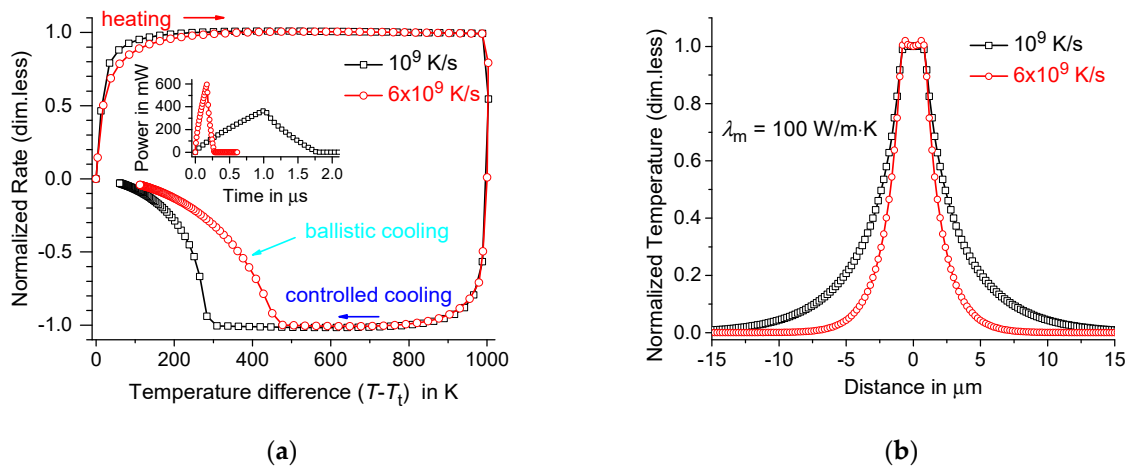 heating
10⁹ K/s
6x10⁹ K/s
Normalized Rate (dim.less)
1.0
0.5
0.0
-0.5
-1.0
Power in mW
600
400
200
0
0.0 0.5 1.0 1.5 2.0
Time in μs
ballistic cooling
controlled cooling
0 200 400 600 800 1000
Temperature difference (T-Tₜ) in K
(a)
Normalized Temperature (dim.less)
1.0
0.8
0.6
0.4
0.2
0.0
10⁹ K/s
6x10⁹ K/s
λₘ = 100 W/m·K
-15 -10 -5 0 5 10 15
Distance in μm
(b)